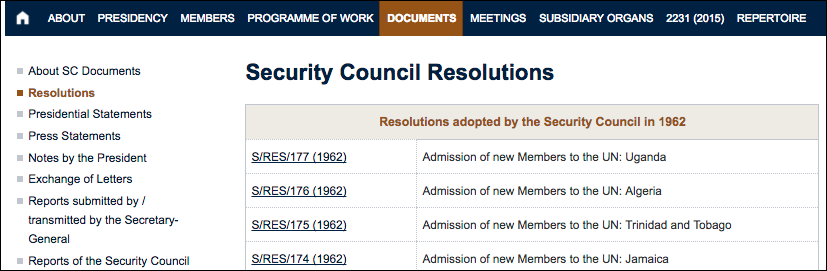 ABOUT PRESIDENCY MEMBERS PROGRAMME OF WORK DOCUMENTS MEETINGS SUBSIDIARY ORGANS 2231 (2015) REPERTOIRE
About SC Documents
Resolutions
Presidential Statements
Press Statements
Notes by the President
Exchange of Letters
Reports submitted by /
transmitted by the Secretary-
General
Reports of the Security Council
Security Council Resolutions
Resolutions adopted by the Security Council in 1962
S/RES/177 (1962) Admission of new Members to the UN: Uganda
S/RES/176 (1962) Admission of new Members to the UN: Algeria
S/RES/175 (1962) Admission of new Members to the UN: Trinidad and Tobago
S/RES/174 (1962) Admission of new Members to the UN: Jamaica